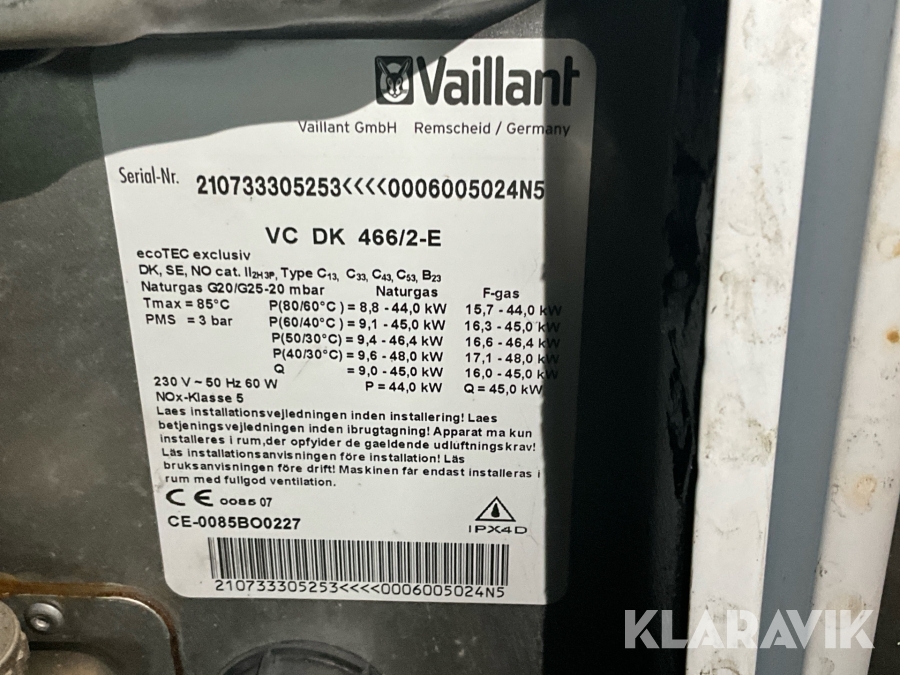 Vaillant
Vaillant GmbH Remscheid / Germany
Serial-Nr. 210733305253<<<<0006005024N5
VC DK 466/2-E
ecoTEC exclusiv
DK, SE, NO cat. II2H3P, Type C13, C33, C43, C53, B23
Naturgas G20/G25-20 mbar Naturgas F-gas
Tmax = 85°C P(80/60°C) = 8,8 - 44,0 kW 15,7 - 44,0 kW
PMS = 3 bar P(60/40°C) = 9,1 - 45,0 kW 16,3 - 45,0 kW
P(50/30°C) = 9,4 - 46,4 kW 16,6 - 46,4 kW
P(40/30°C) = 9,6 - 48,0 kW 17,1 - 48,0 kW
Q = 9,0 - 45,0 kW 16,0 - 45,0 kW
230 V ~ 50 Hz 60 W P = 44,0 kW Q = 45,0 kW
NOx-Klasse 5
Laes installationsvejledningen inden installering! Laes
betjeningsvejledningen inden ibrugtagning! Apparat ma kun
installeres i rum,der opfyider de gaeldende udluftningskrav!
Läs installationsanvisningen före installation! Läs
bruksanvisningen före drift! Maskinen får endast installeras i
rum med fullgod ventilation.
CE 0085 07
CE-0085BO0227
IPX4D
210733305253<<<<0006005024N5
KLARAVIK